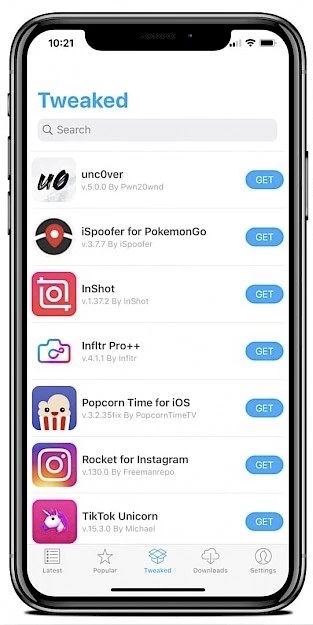 10:21
Tweaked
Search
unc0ver
v.5.0.0 By Pwn20wnd
GET
iSpoofer for PokemonGo
v.3.7.7 By iSpoofer
GET
InShot
v.1.37.2 By InShot
GET
Infltr Pro++
v.4.1.1 By Infltr
GET
Popcorn Time for iOS
v.3.2.35fix By PopcornTimeTV
GET
Rocket for Instagram
v.130.0 By Freemanrepo
GET
TikTok Unicorn
v.15.3.0 By Michael
GET
Latest Popular Tweaked Downloads Settings